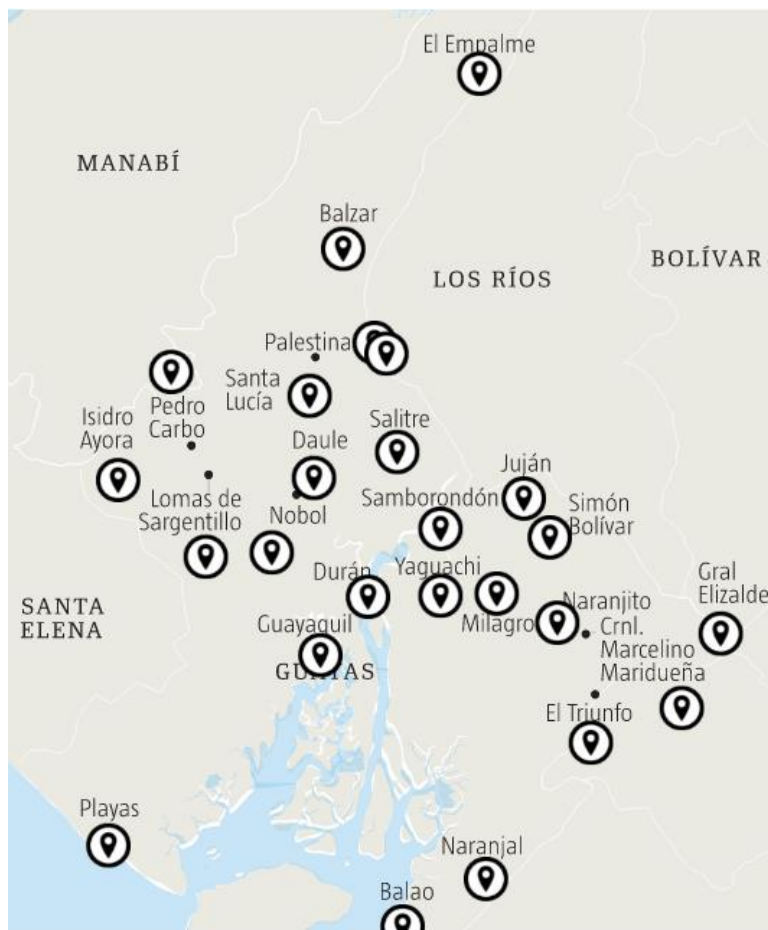 El Empalme
MANABÍ
Balzar
BOLÍVAR
LOS RÍOS
Palestina
Santa
Lucía
Pedro
Carbo
Isidro
Ayora
Salitre
Daule
Juján
Lomas de
Sargentillo
Samborondón
Simón
Bolívar
Nobol
Durán
Yaguachi
Gral
Elizalde
SANTA
ELENA
Naranjito
Milagro
Guayaquil
Crnl.
Marcelino
Maridueña
GUAYAS
El Triunfo
Playas
Naranjal
Balao